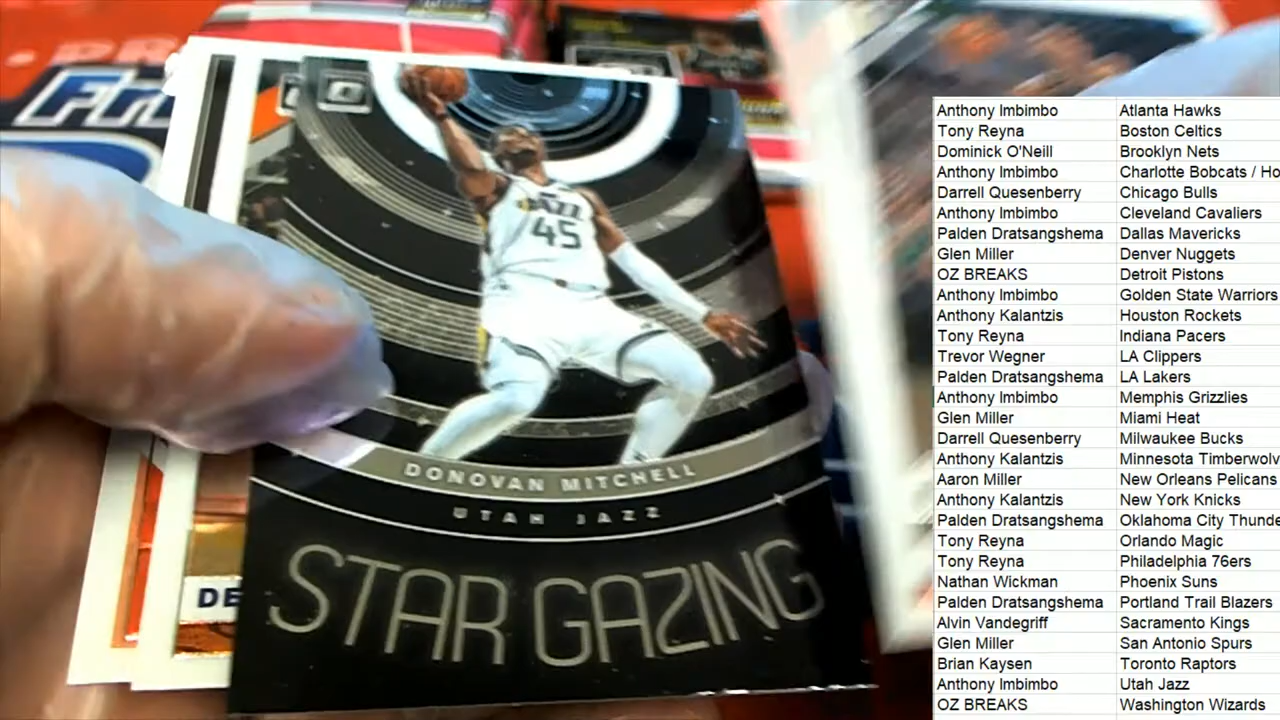 JAZZ
45
DONOVAN MITCHELL
UTAH JAZZ
STAR GAZING
DE
Anthony Imbimbo Atlanta Hawks
Tony Reyna Boston Celtics
Dominick O'Neill Brooklyn Nets
Anthony Imbimbo Charlotte Bobcats / Ho
Darrell Quesenberry Chicago Bulls
Anthony Imbimbo Cleveland Cavaliers
Palden Dratsangshema Dallas Mavericks
Glen Miller Denver Nuggets
OZ BREAKS Detroit Pistons
Anthony Imbimbo Golden State Warriors
Anthony Kalantzis Houston Rockets
Tony Reyna Indiana Pacers
Trevor Wegner LA Clippers
Palden Dratsangshema LA Lakers
Anthony Imbimbo Memphis Grizzlies
Glen Miller Miami Heat
Darrell Quesenberry Milwaukee Bucks
Anthony Kalantzis Minnesota Timberwolv
Aaron Miller New Orleans Pelicans
Anthony Kalantzis New York Knicks
Palden Dratsangshema Oklahoma City Thunde
Tony Reyna Orlando Magic
Tony Reyna Philadelphia 76ers
Nathan Wickman Phoenix Suns
Palden Dratsangshema Portland Trail Blazers
Alvin Vandegriff Sacramento Kings
Glen Miller San Antonio Spurs
Brian Kaysen Toronto Raptors
Anthony Imbimbo Utah Jazz
OZ BREAKS Washington Wizards